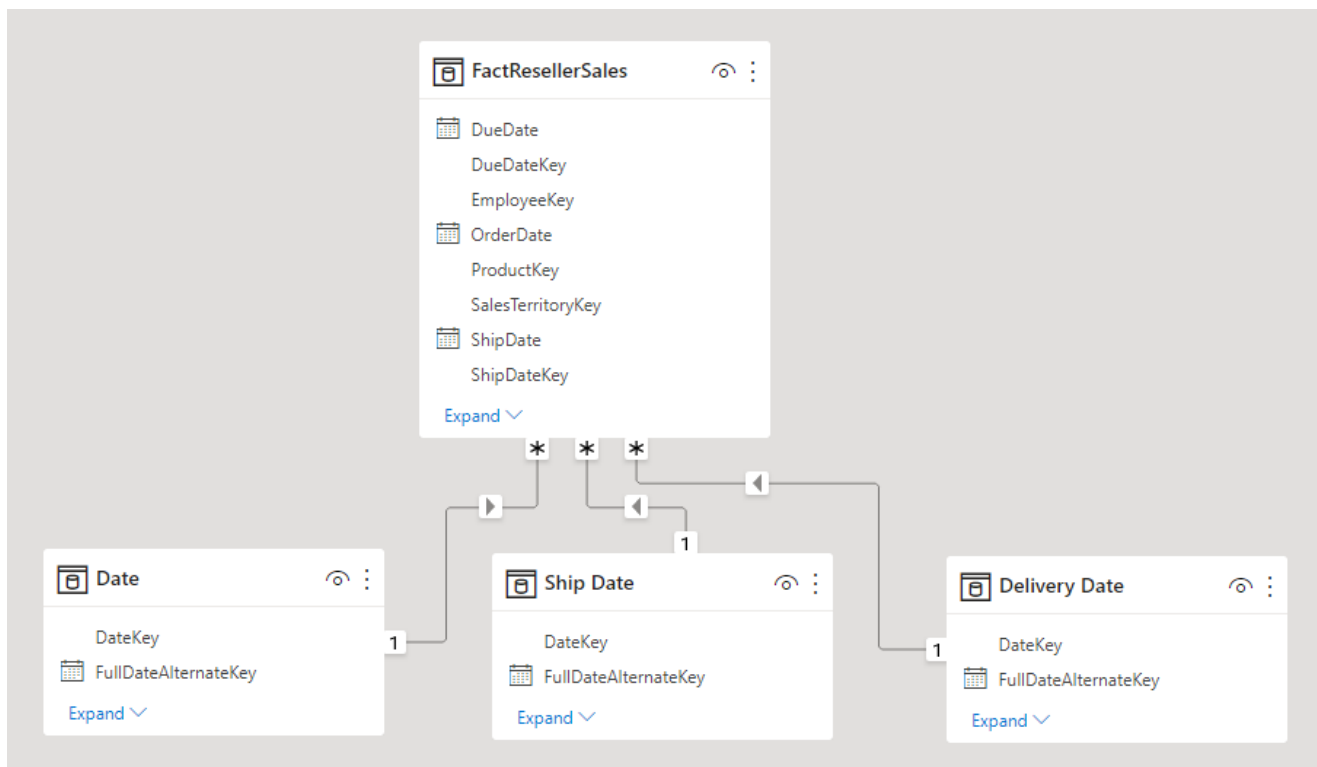 FactResellerSales
DueDate
DueDateKey
EmployeeKey
OrderDate
ProductKey
SalesTerritoryKey
ShipDate
ShipDateKey
Expand
* * *
1
Date
DateKey
FullDateAlternateKey
Expand
1
Ship Date
DateKey
FullDateAlternateKey
Expand
1
Delivery Date
DateKey
FullDateAlternateKey
Expand